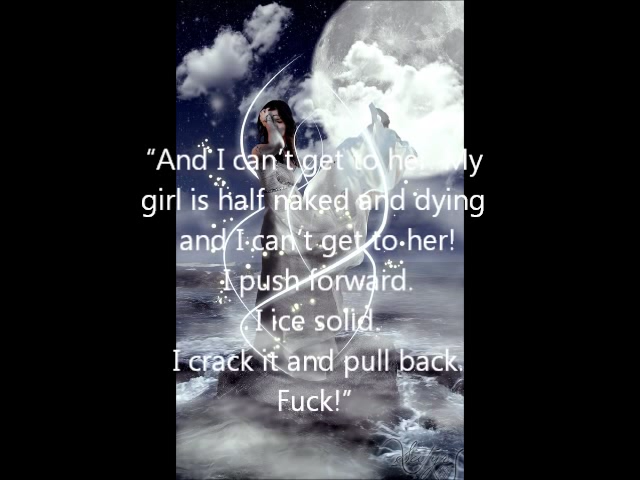 “And I can't get to her. My
girl is half naked and dying
and I can't get to her!
I push forward.
I ice solid.
I crack it and pull back.
Fuck!”